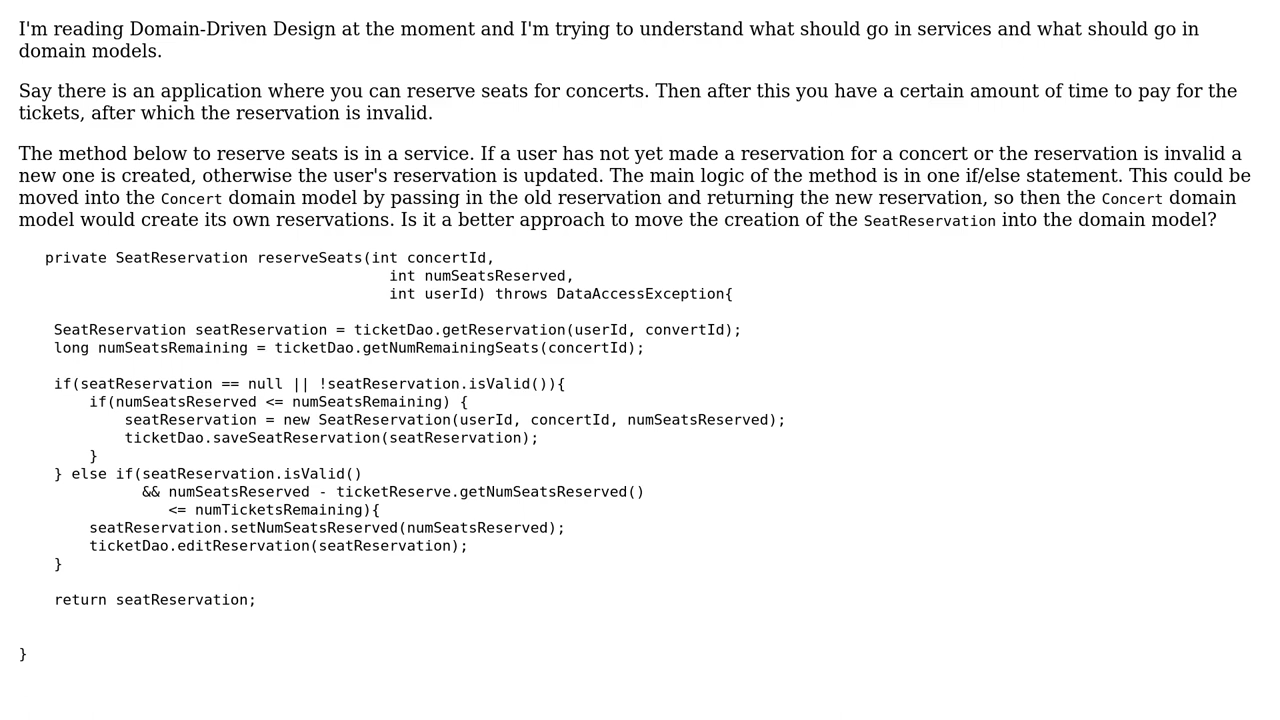 I'm reading Domain-Driven Design at the moment and I'm trying to understand what should go in services and what should go in
domain models.
Say there is an application where you can reserve seats for concerts. Then after this you have a certain amount of time to pay for the
tickets, after which the reservation is invalid.
The method below to reserve seats is in a service. If a user has not yet made a reservation for a concert or the reservation is invalid a
new one is created, otherwise the user's reservation is updated. The main logic of the method is in one if/else statement. This could be
moved into the Concert domain model by passing in the old reservation and returning the new reservation, so then the Concert domain
model would create its own reservations. Is it a better approach to move the creation of the SeatReservation into the domain model?
private SeatReservation reserveSeats(int concertId,
int numSeatsReserved,
int userId) throws DataAccessException{
SeatReservation seatReservation = ticketDao.getReservation(userId, convertId);
long numSeatsRemaining = ticketDao.getNumRemainingSeats(concertId);
if(seatReservation == null || !seatReservation.isValid()){
if(numSeatsReserved <= numSeatsRemaining) {
seatReservation = new SeatReservation(userId, concertId, numSeatsReserved);
ticketDao.saveSeatReservation(seatReservation);
}
} else if(seatReservation.isValid()
&& numSeatsReserved - ticketReserve.getNumSeatsReserved()
<= numTicketsRemaining){
seatReservation.setNumSeatsReserved(numSeatsReserved);
ticketDao.editReservation(seatReservation);
}
return seatReservation;
}